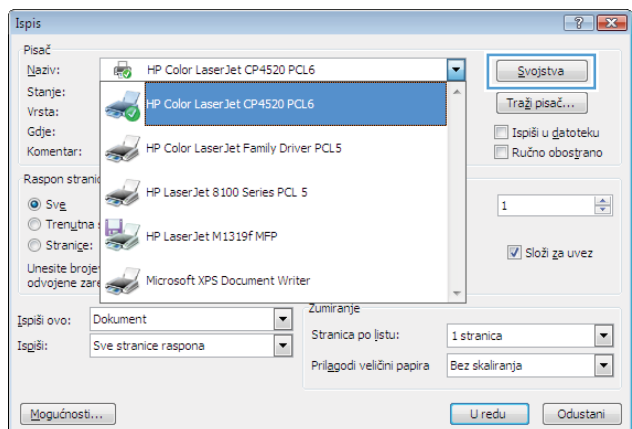 Ispis
Pisač
Naziv: HP Color LaserJet CP4520 PCL6 Svojstva
Stanje: HP Color LaserJet CP4520 PCL6 Traži pisač...
Vrsta:
Gdje: Ispiši u datoteku
Komentar: HP Color LaserJet Family Driver PCL5 Ručno obostrano
Raspon
HP LaserJet 8100 Series PCL 5
Sve 1
Trenutna
HP LaserJet M1319f MFP
Stranice: Složi za uvez
Unesite
odvojene
Microsoft XPS Document Writer
Zumiranje
Ispiši ovo: Dokument Stranica po listu: 1 stranica
Ispiši: Sve stranice raspona Prilagodi veličini papira Bez skaliranja
Mogućnosti... U redu Odustani